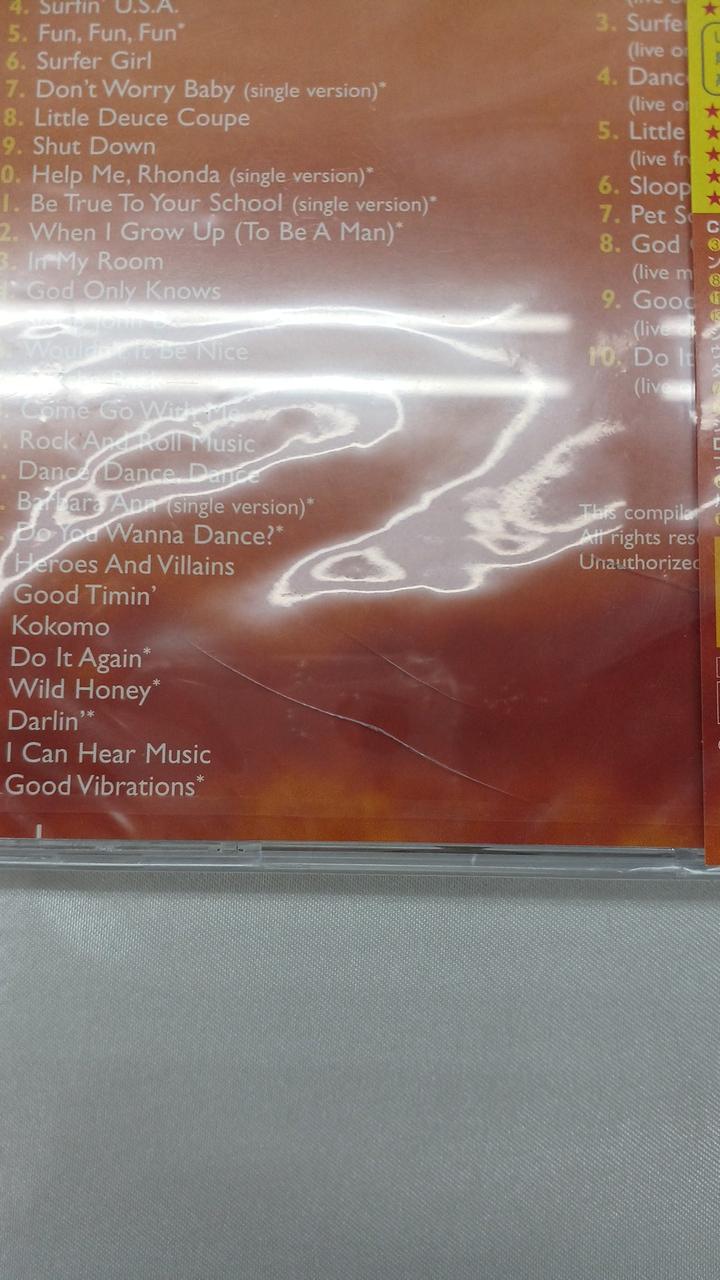 4. Surfin' U.S.A.
5. Fun, Fun, Fun*
6. Surfer Girl
7. Don't Worry Baby (single version)*
8. Little Deuce Coupe
9. Shut Down
0. Help Me, Rhonda (single version)*
1. Be True To Your School (single version)*
2. When I Grow Up (To Be A Man)*
3. In My Room
God Only Knows
John B
Wouldn't It Be Nice
Back
Come Go With Me
Rock And Roll Music
Dance, Dance, Dance
Barbara Ann (single version)*
Do You Wanna Dance?*
Heroes And Villains
Good Timin'
Kokomo
Do It Again*
Wild Honey*
Darlin'*
I Can Hear Music
Good Vibrations*
3. Surfe
(live o
4. Danc
(live o
5. Little
(live fr
6. Sloop
7. Pet S
8. God
(live m
9. Good
(live
10. Do It
(live
This compila
All rights res
Unauthorized